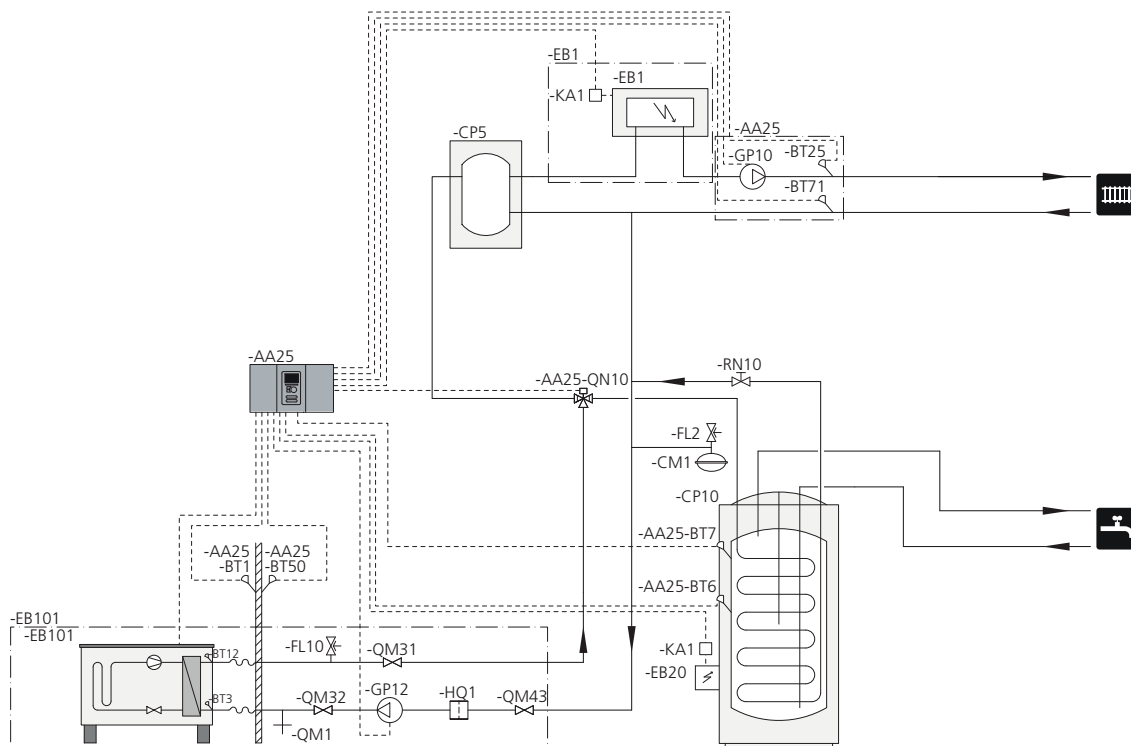 -EB1
-EB1
-KA1
-CP5
-AA25
-BT25
-GP10
-BT71
-AA25
-RN10
-AA25-QN10
-FL2
-CM1
-CP10
-AA25-BT7
-AA25 -AA25
-BT1 -BT50
-AA25-BT6
-EB101
-EB101
-FL10
-QM31
-KA1
-BT12
-EB20
-BT3
-QM32
-GP12
-HQ1
-QM43
-QM1